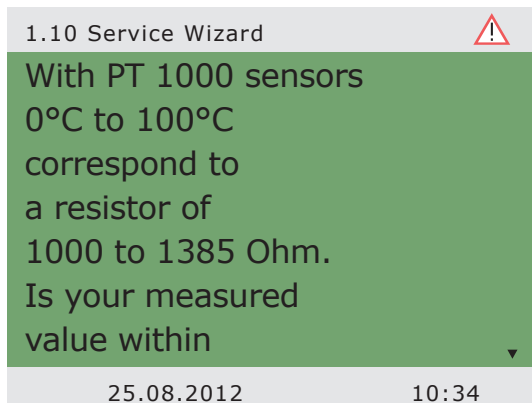 1.10 Service Wizard
With PT 1000 sensors
0°C to 100°C
correspond to
a resistor of
1000 to 1385 Ohm.
Is your measured
value within
25.08.2012 10:34